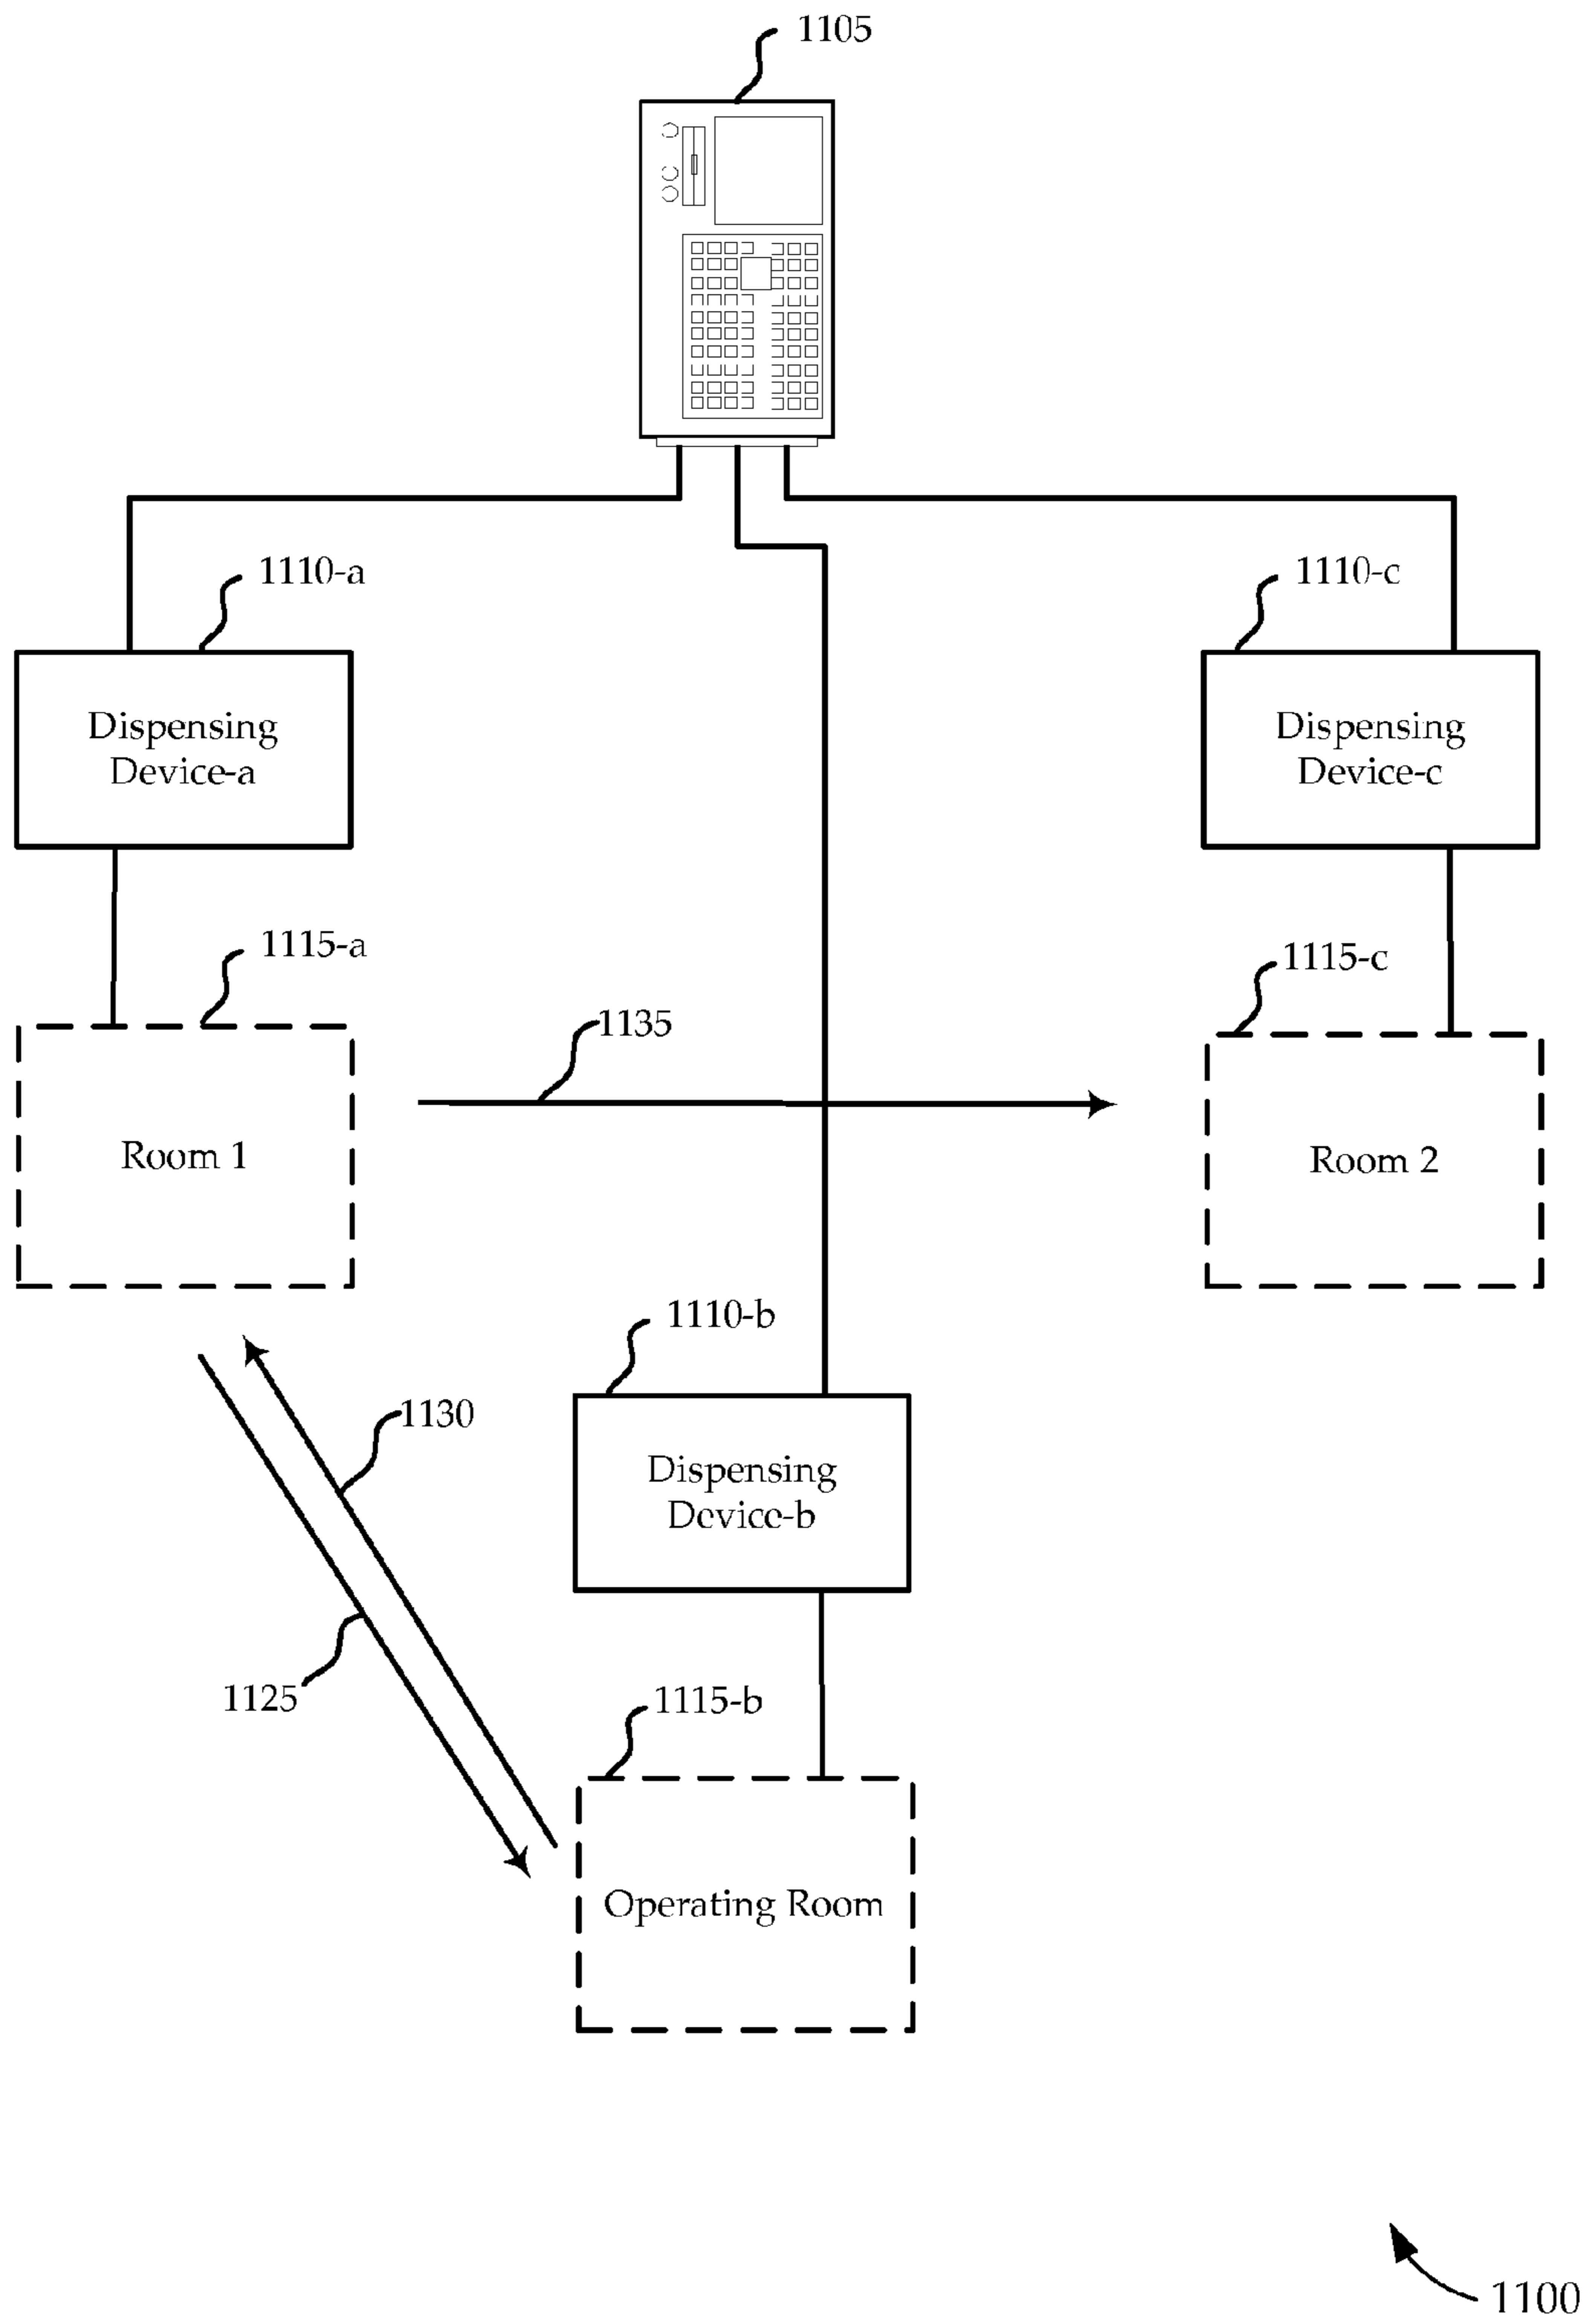 1105
1110-a
1110-c
Dispensing
Device-a
Dispensing
Device-c
1115-a
1115-c
1135
Room 1
Room 2
1110-b
1130
Dispensing
Device-b
1125
1115-b
Operating Room
1100